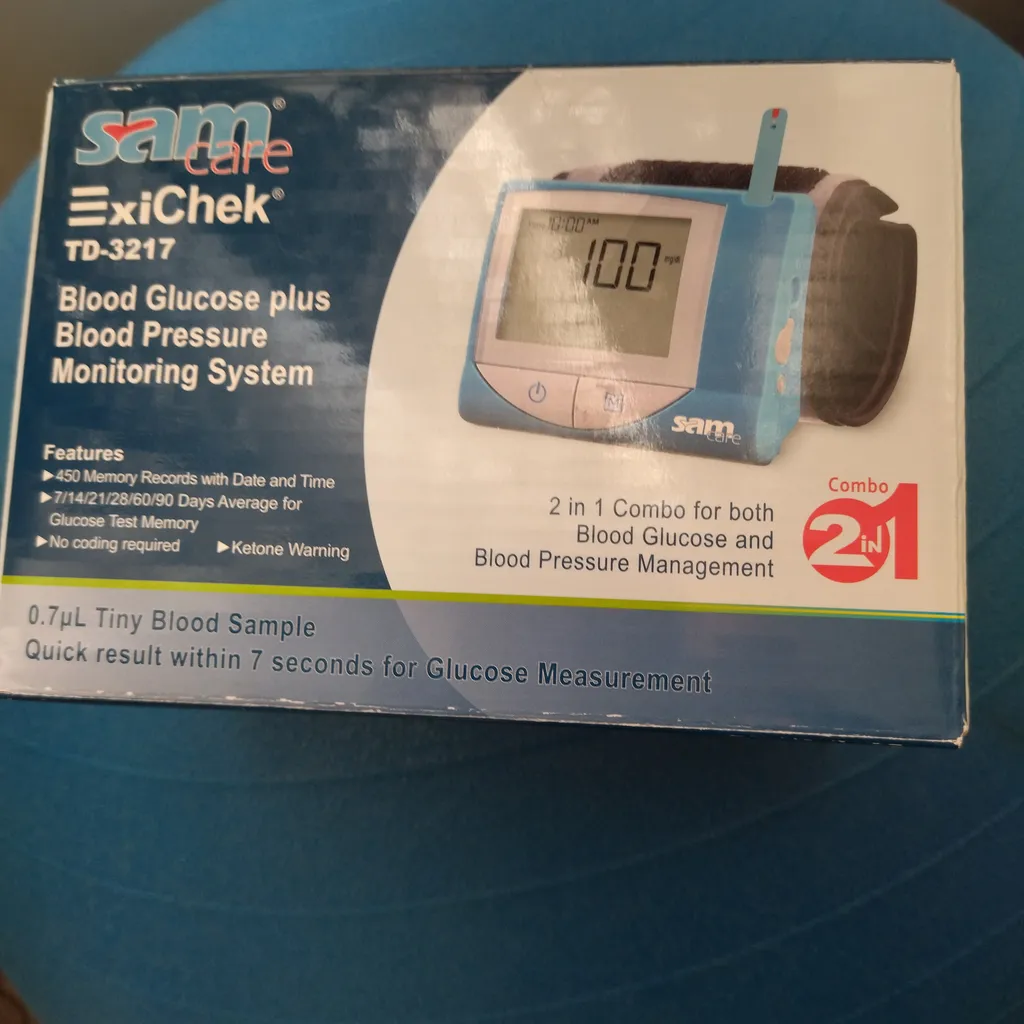 sam®
care
ExiChek®
TD-3217
Blood Glucose plus
Blood Pressure
Monitoring System
Features
▶450 Memory Records with Date and Time
▶7/14/21/28/60/90 Days Average for
Glucose Test Memory
▶No coding required ▶Ketone Warning
10:00 AM
100
M
sam
care
2 in 1 Combo for both
Blood Glucose and
Blood Pressure Management
Combo
2 IN 1
0.7µL Tiny Blood Sample
Quick result within 7 seconds for Glucose Measurement